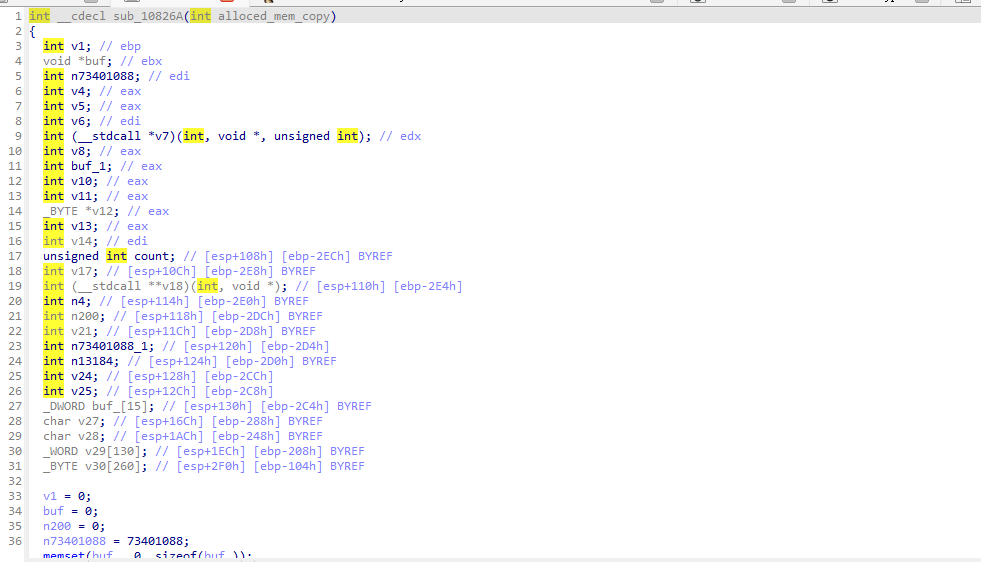 1 int __cdecl sub_10826A(int alloced_mem_copy)
2 {
3 int v1; // ebp
4 void *buf; // ebx
5 int n73401088; // edi
6 int v4; // eax
7 int v5; // eax
8 int v6; // edi
9 int (__stdcall *v7)(int, void *, unsigned int); // edx
10 int v8; // eax
11 int buf_1; // eax
12 int v10; // eax
13 int v11; // eax
14 _BYTE *v12; // eax
15 int v13; // eax
16 int v14; // edi
17 unsigned int count; // [esp+108h] [ebp-2ECh] BYREF
18 int v17; // [esp+10Ch] [ebp-2E8h] BYREF
19 int (__stdcall **v18)(int, void *); // [esp+110h] [ebp-2E4h]
20 int n4; // [esp+114h] [ebp-2E0h] BYREF
21 int n200; // [esp+118h] [ebp-2DCh] BYREF
22 int v21; // [esp+11Ch] [ebp-2D8h] BYREF
23 int n73401088_1; // [esp+120h] [ebp-2D4h]
24 int n13184; // [esp+124h] [ebp-2D0h] BYREF
25 int v24; // [esp+128h] [ebp-2CCh]
26 int v25; // [esp+12Ch] [ebp-2C8h]
27 _DWORD buf_[15]; // [esp+130h] [ebp-2C4h] BYREF
28 char v27; // [esp+16Ch] [ebp-288h] BYREF
29 char v28; // [esp+1ACh] [ebp-248h] BYREF
30 _WORD v29[130]; // [esp+1ECh] [ebp-208h] BYREF
31 _BYTE v30[260]; // [esp+2F0h] [ebp-104h] BYREF
32
33 v1 = 0;
34 buf = 0;
35 n200 = 0;
36 n73401088 = 73401088;
memset(buf_, 0, sizeof(buf_));